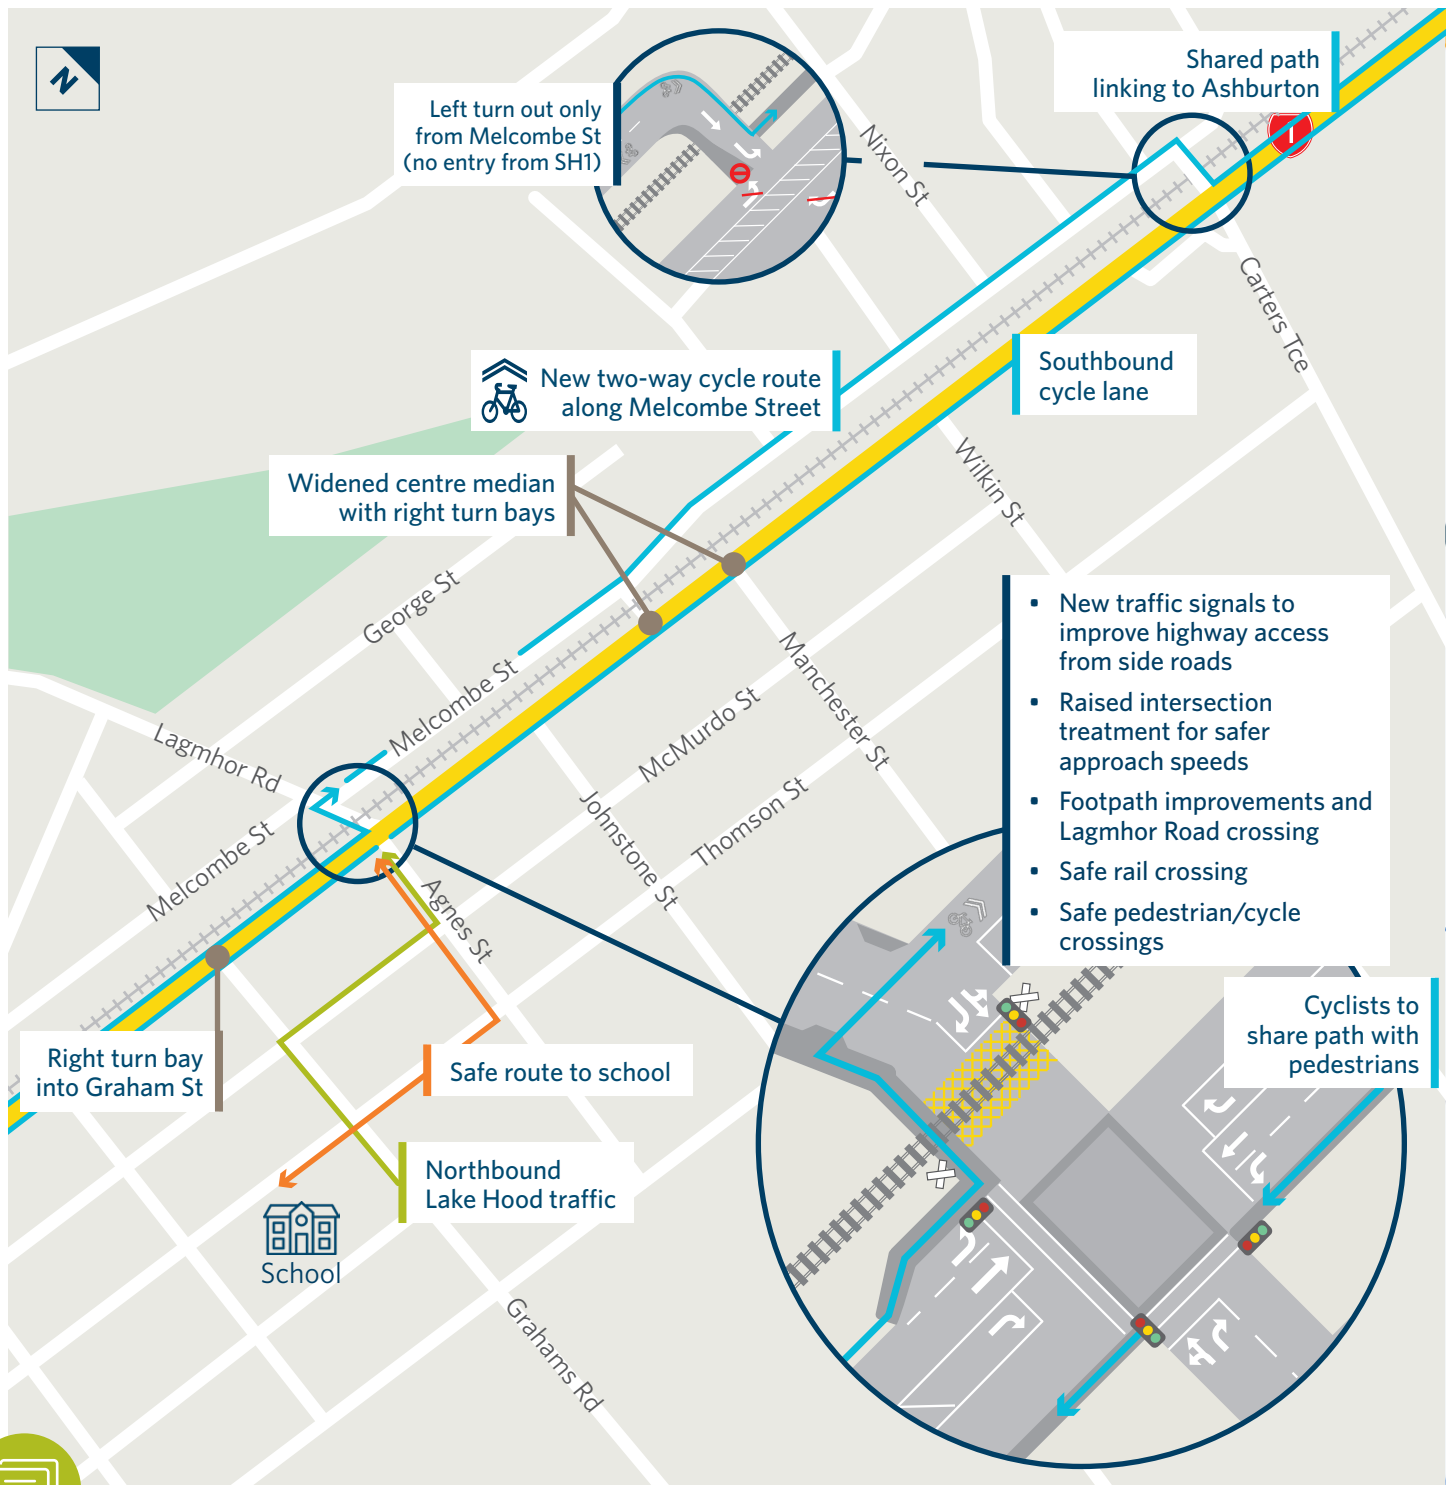 N
Left turn out only
from Melcombe St
(no entry from SH1)
Shared path
linking to Ashburton
1
Nixon St
Carters Tce
New two-way cycle route
along Melcombe Street
Southbound
cycle lane
Widened centre median
with right turn bays
Wilkin St
George St
• New traffic signals to
improve highway access
from side roads
• Raised intersection
treatment for safer
approach speeds
• Footpath improvements and
Lagmhor Road crossing
• Safe rail crossing
• Safe pedestrian/cycle
crossings
Melcombe St
Manchester St
McMurdo St
Lagmhor Rd
Thomson St
Johnstone St
Melcombe St
Agnes St
Cyclists to
share path with
pedestrians
Right turn bay
into Graham St
Safe route to school
Northbound
Lake Hood traffic
School
Grahams Rd